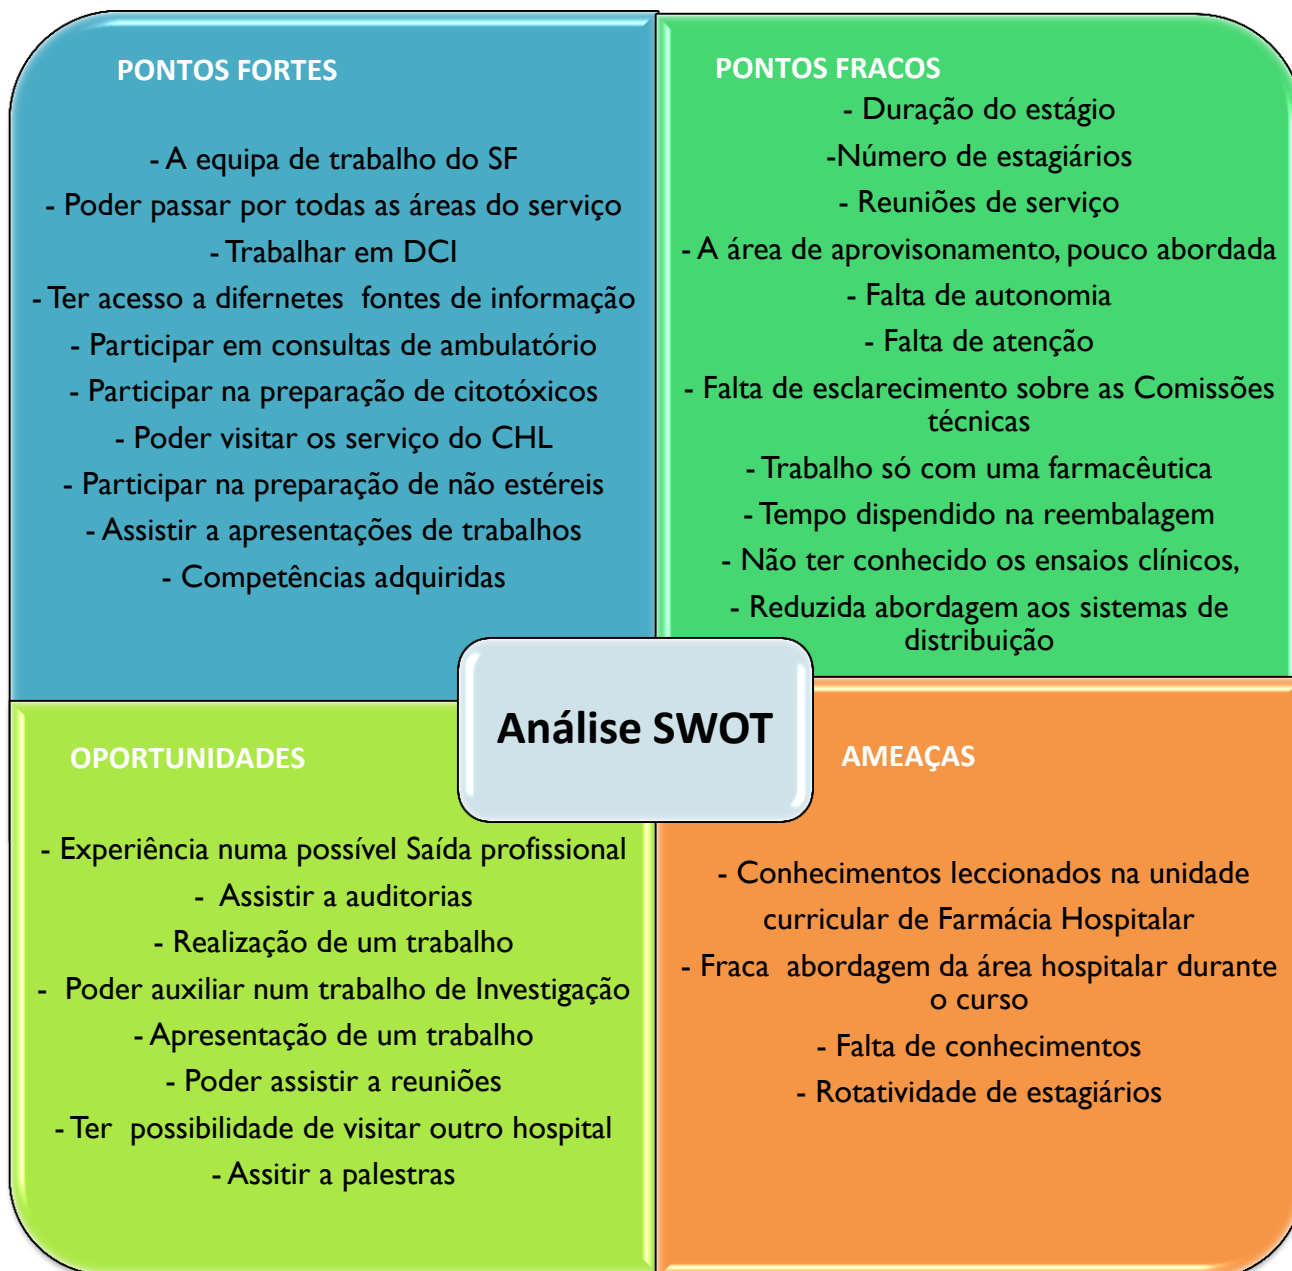 PONTOS FORTES
- A equipa de trabalho do SF
- Poder passar por todas as áreas do serviço
- Trabalhar em DCI
- Ter acesso a difernetes fontes de informação
- Participar em consultas de ambulatório
- Participar na preparação de citotóxicos
- Poder visitar os serviço do CHL
- Participar na preparação de não estéreis
- Assistir a apresentações de trabalhos
- Competências adquiridas
PONTOS FRACOS
- Duração do estágio
-Número de estagiários
- Reuniões de serviço
- A área de aprovisonamento, pouco abordada
- Falta de autonomia
- Falta de atenção
- Falta de esclarecimento sobre as Comissões
técnicas
- Trabalho só com uma farmacêutica
- Tempo dispendido na reembalagem
- Não ter conhecido os ensaios clínicos,
- Reduzida abordagem aos sistemas de
distribuição
Análise SWOT
OPORTUNIDADES
- Experiência numa possível Saída profissional
- Assistir a auditorias
- Realização de um trabalho
- Poder auxiliar num trabalho de Investigação
- Apresentação de um trabalho
- Poder assistir a reuniões
- Ter possibilidade de visitar outro hospital
- Assitir a palestras
AMEAÇAS
- Conhecimentos leccionados na unidade
curricular de Farmácia Hospitalar
- Fraca abordagem da área hospitalar durante
o curso
- Falta de conhecimentos
- Rotatividade de estagiários